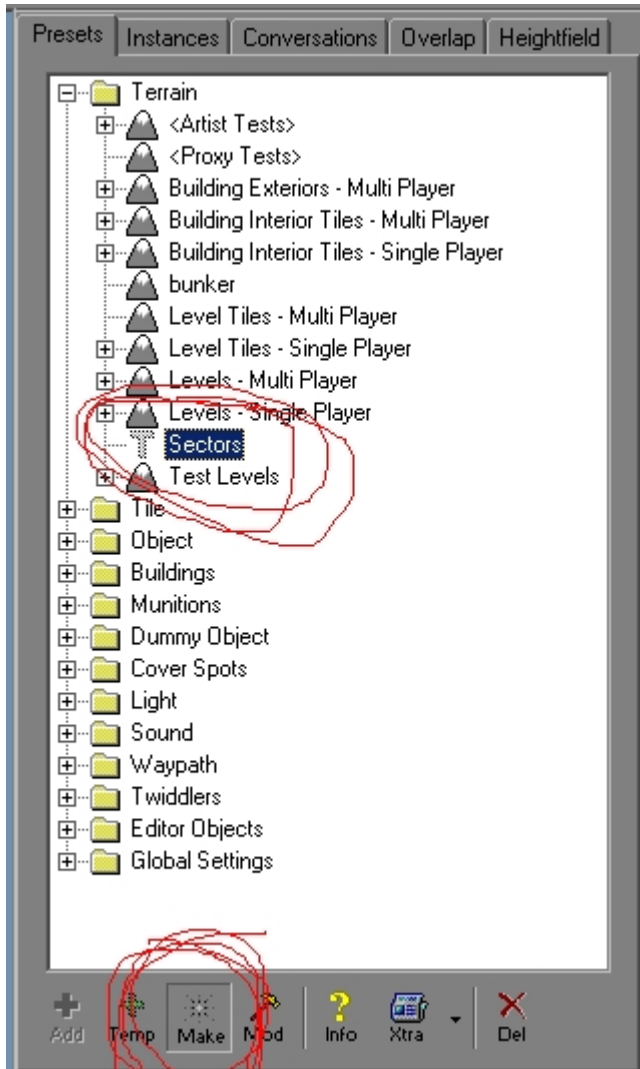 Presets Instances Conversations Overlap Heightfield
Terrain
<Artist Tests>
<Proxy Tests>
Building Exteriors - Multi Player
Building Interior Tiles - Multi Player
Building Interior Tiles - Single Player
bunker
Level Tiles - Multi Player
Level Tiles - Single Player
Levels - Multi Player
Levels - Single Player
Sectors
Test Levels
Tile
Object
Buildings
Munitions
Dummy Object
Cover Spots
Light
Sound
Waypath
Twiddlers
Editor Objects
Global Settings
Add Temp Make Mod Info Xtra Del